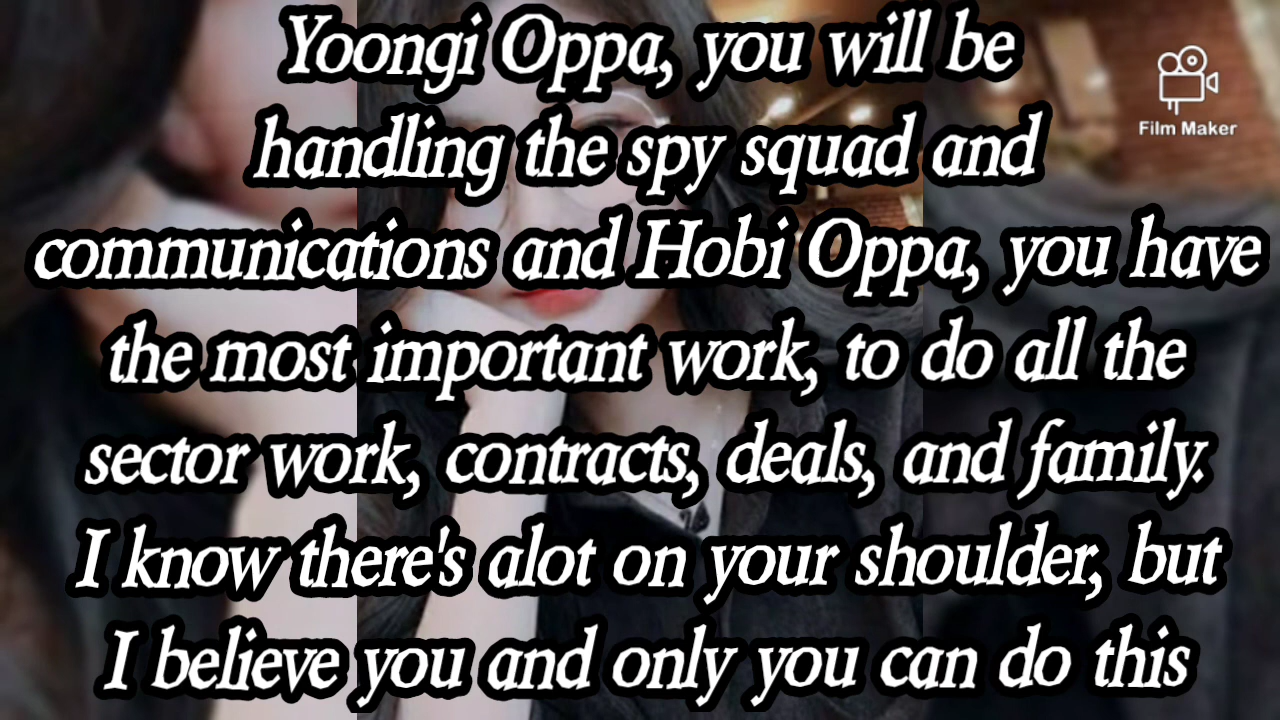 Yoongi Oppa, you will be
handling the spy squad and
communications and Hobi Oppa, you have
the most important work, to do all the
sector work, contracts, deals, and family.
I know there's alot on your shoulder, but
I believe you and only you can do this
Film Maker